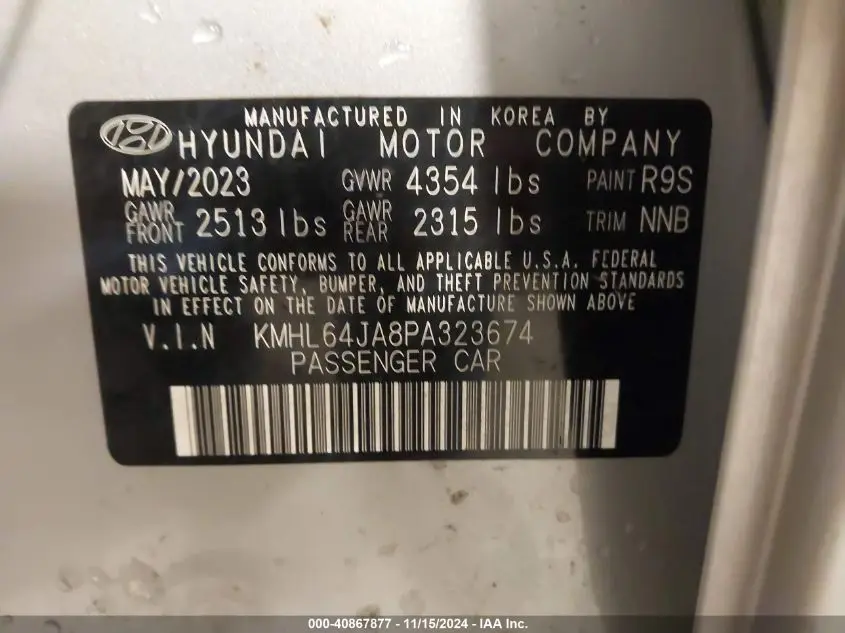 MANUFACTURED IN KOREA BY
HYUNDAI MOTOR COMPANY
MAY/2023 GVWR 4354 lbs PAINT R9S
GAWR FRONT 2513 lbs GAWR REAR 2315 lbs TRIM NNB
THIS VEHICLE CONFORMS TO ALL APPLICABLE U.S.A. FEDERAL
MOTOR VEHICLE SAFETY, BUMPER, AND THEFT PREVENTION STANDARDS
IN EFFECT ON THE DATE OF MANUFACTURE SHOWN ABOVE
V.I.N KMHL64JA8PA323674
PASSENGER CAR
000-40867877 - 11/15/2024 - IAA Inc.